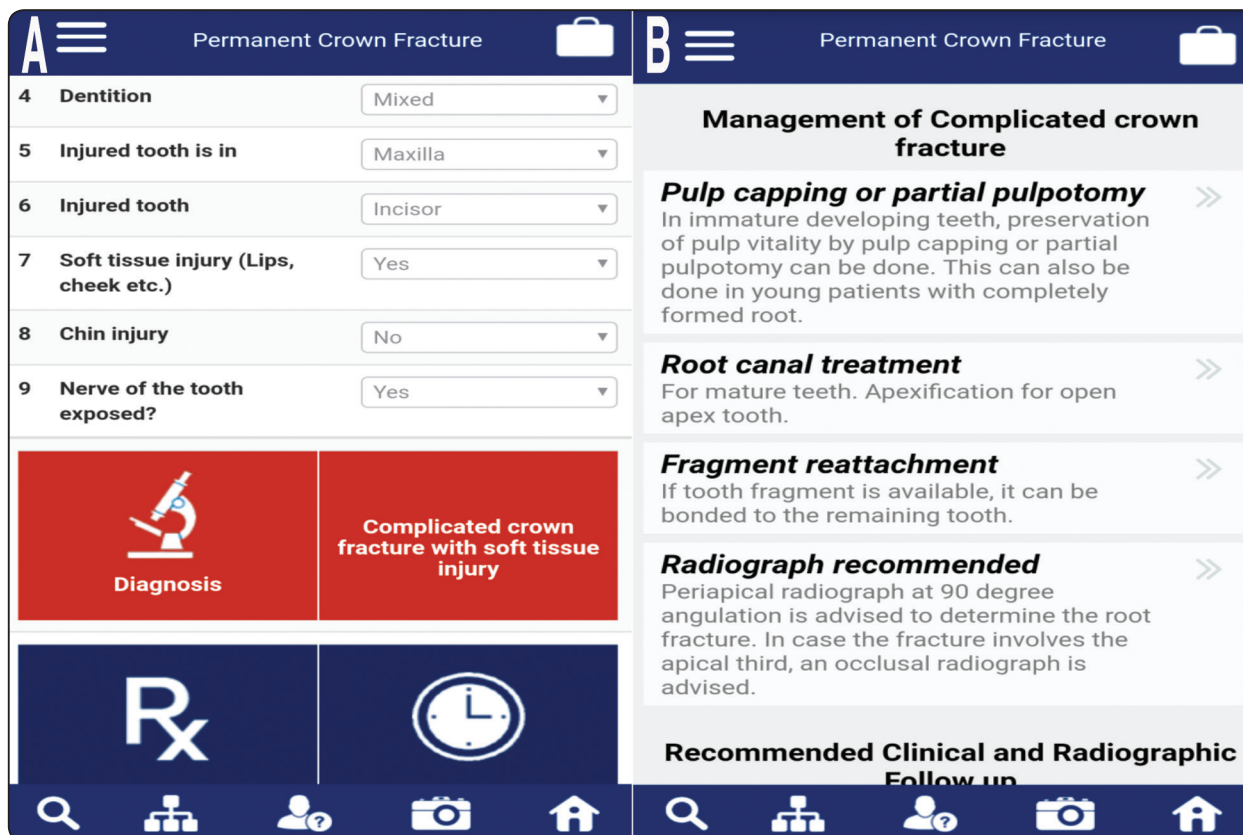 A
Permanent Crown Fracture
4 Dentition Mixed
5 Injured tooth is in Maxilla
6 Injured tooth Incisor
7 Soft tissue injury (Lips, Yes
cheek etc.)
8 Chin injury No
9 Nerve of the tooth Yes
exposed?
Diagnosis
Complicated crown
fracture with soft tissue
injury
Rx
?
B
Permanent Crown Fracture
Management of Complicated crown
fracture
Pulp capping or partial pulpotomy
In immature developing teeth, preservation
of pulp vitality by pulp capping or partial
pulpotomy can be done. This can also be
done in young patients with completely
formed root.
Root canal treatment
For mature teeth. Apexification for open
apex tooth.
Fragment reattachment
If tooth fragment is available, it can be
bonded to the remaining tooth.
Radiograph recommended
Periapical radiograph at 90 degree
angulation is advised to determine the root
fracture. In case the fracture involves the
apical third, an occlusal radiograph is
advised.
Recommended Clinical and Radiographic
Follow up
?